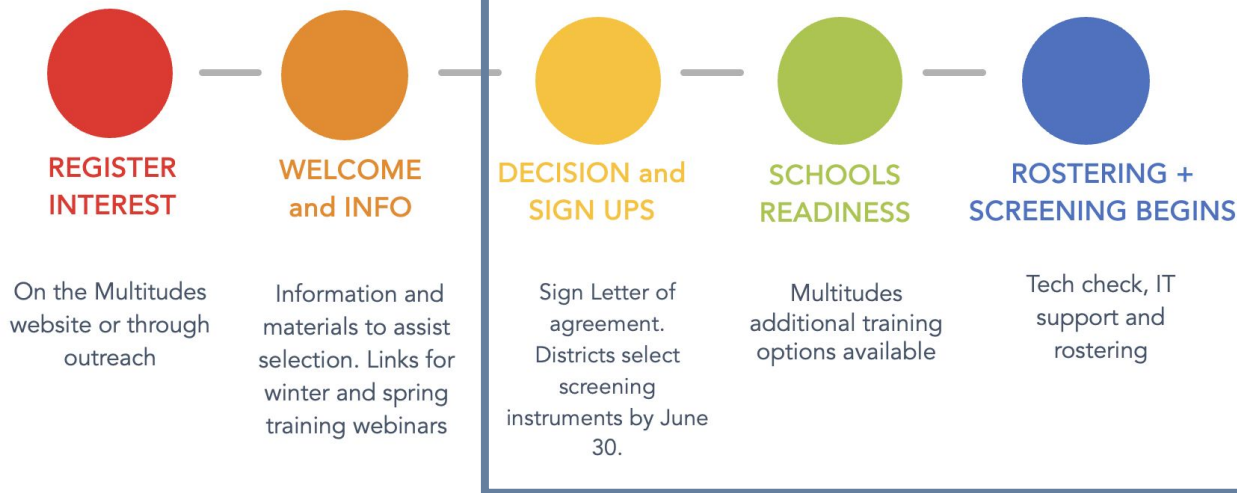 REGISTER
INTEREST
On the Multitudes
website or through
outreach
WELCOME
and INFO
Information and
materials to assist
selection. Links for
winter and spring
training webinars
DECISION and
SIGN UPS
Sign Letter of
agreement.
Districts select
screening
instruments by June
30.
SCHOOLS
READINESS
Multitudes
additional training
options available
ROSTERING +
SCREENING BEGINS
Tech check, IT
support and
rostering